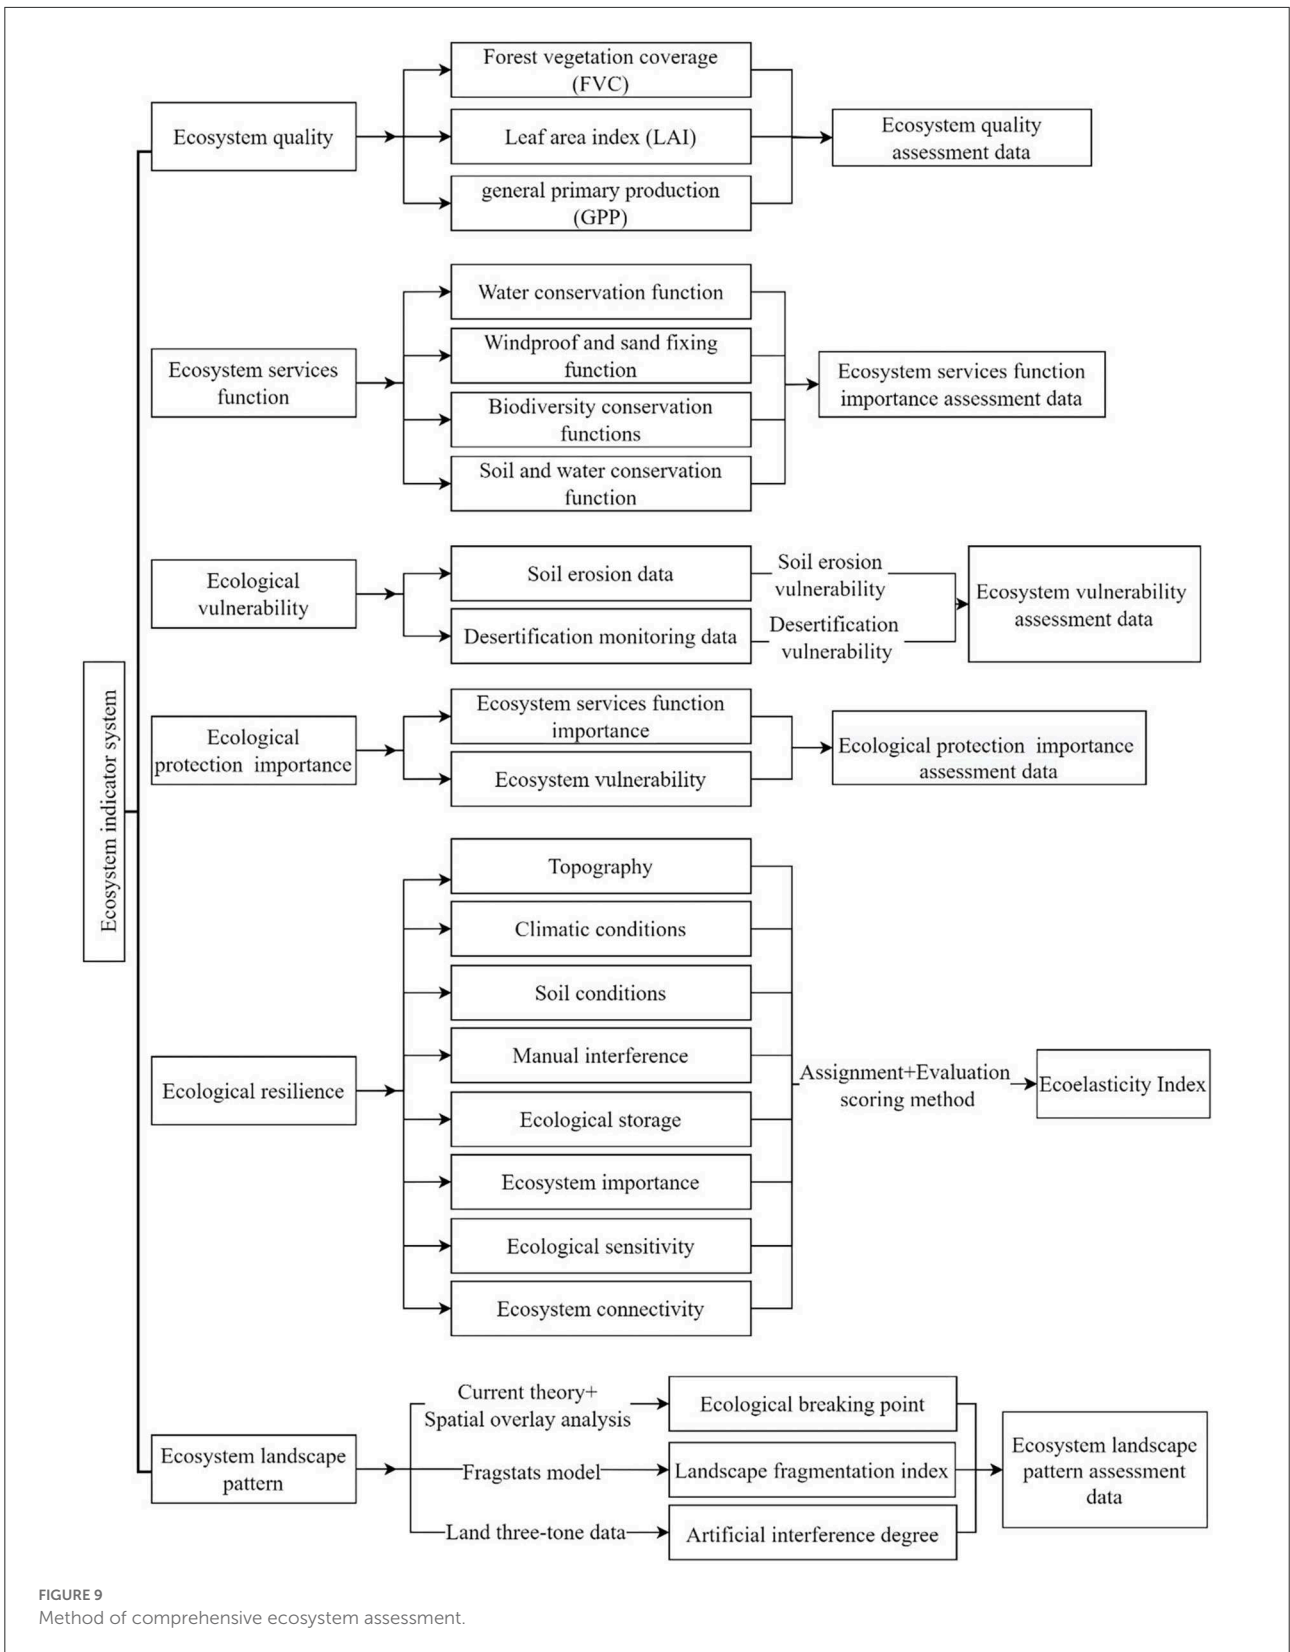 Ecosystem indicator system
Ecosystem quality
Forest vegetation coverage
(FVC)
Leaf area index (LAI)
general primary production
(GPP)
Ecosystem quality
assessment data
Ecosystem services
function
Water conservation function
Windproof and sand fixing
function
Biodiversity conservation
functions
Soil and water conservation
function
Ecosystem services function
importance assessment data
Ecological
vulnerability
Soil erosion data
Desertification monitoring data
Soil erosion
vulnerability
Desertification
vulnerability
Ecosystem vulnerability
assessment data
Ecological
protection importance
Ecosystem services function
importance
Ecosystem vulnerability
Ecological protection importance
assessment data
Ecological resilience
Topography
Climatic conditions
Soil conditions
Manual interference
Ecological storage
Ecosystem importance
Ecological sensitivity
Ecosystem connectivity
Assignment+Evaluation
scoring method
Ecoelasticity Index
Ecosystem landscape
pattern
Current theory+
Spatial overlay analysis
Ecological breaking point
Fragstats model
Landscape fragmentation index
Land three-tone data
Artificial interference degree
Ecosystem landscape
pattern assessment
data
FIGURE 9
Method of comprehensive ecosystem assessment.